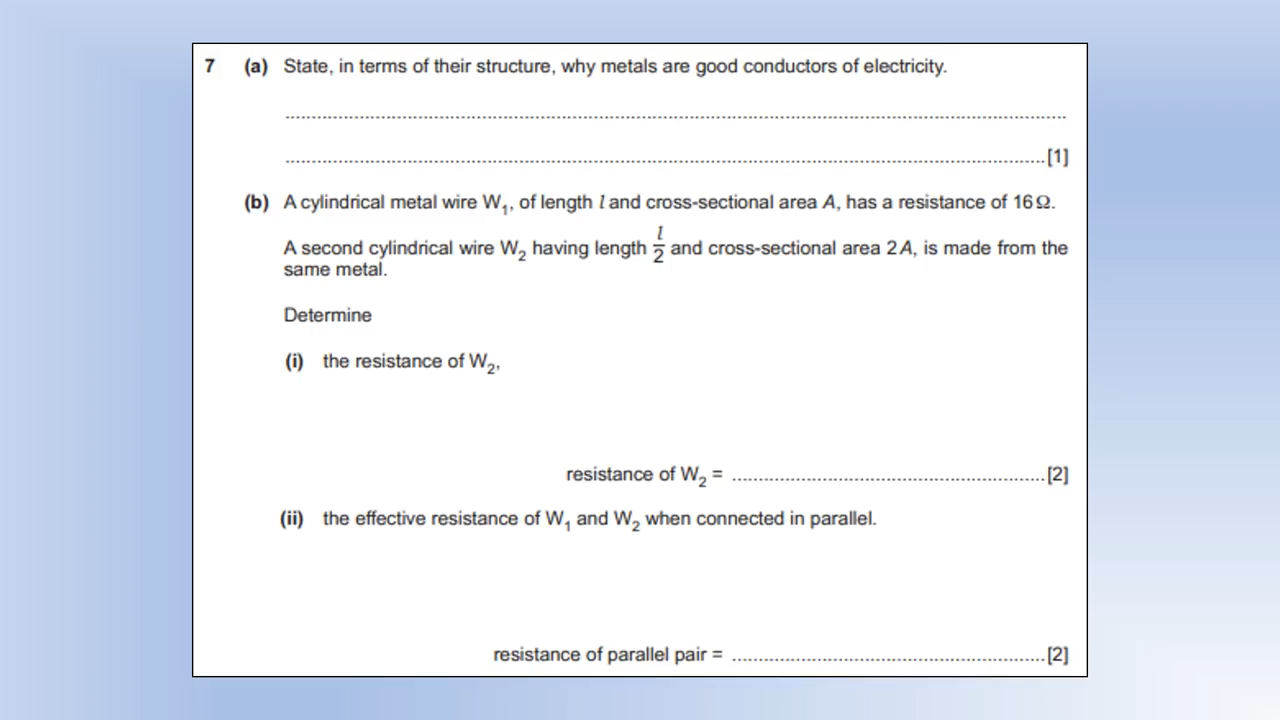 7 (a) State, in terms of their structure, why metals are good conductors of electricity.
..........................................................................................................
.......................................................................................................[1]
(b) A cylindrical metal wire W₁, of length l and cross-sectional area A, has a resistance of 16 Ω.
A second cylindrical wire W₂ having length l/2 and cross-sectional area 2A, is made from the
same metal.
Determine
(i) the resistance of W₂,
resistance of W₂ = ...........................................................[2]
(ii) the effective resistance of W₁ and W₂ when connected in parallel.
resistance of parallel pair = ...........................................................[2]